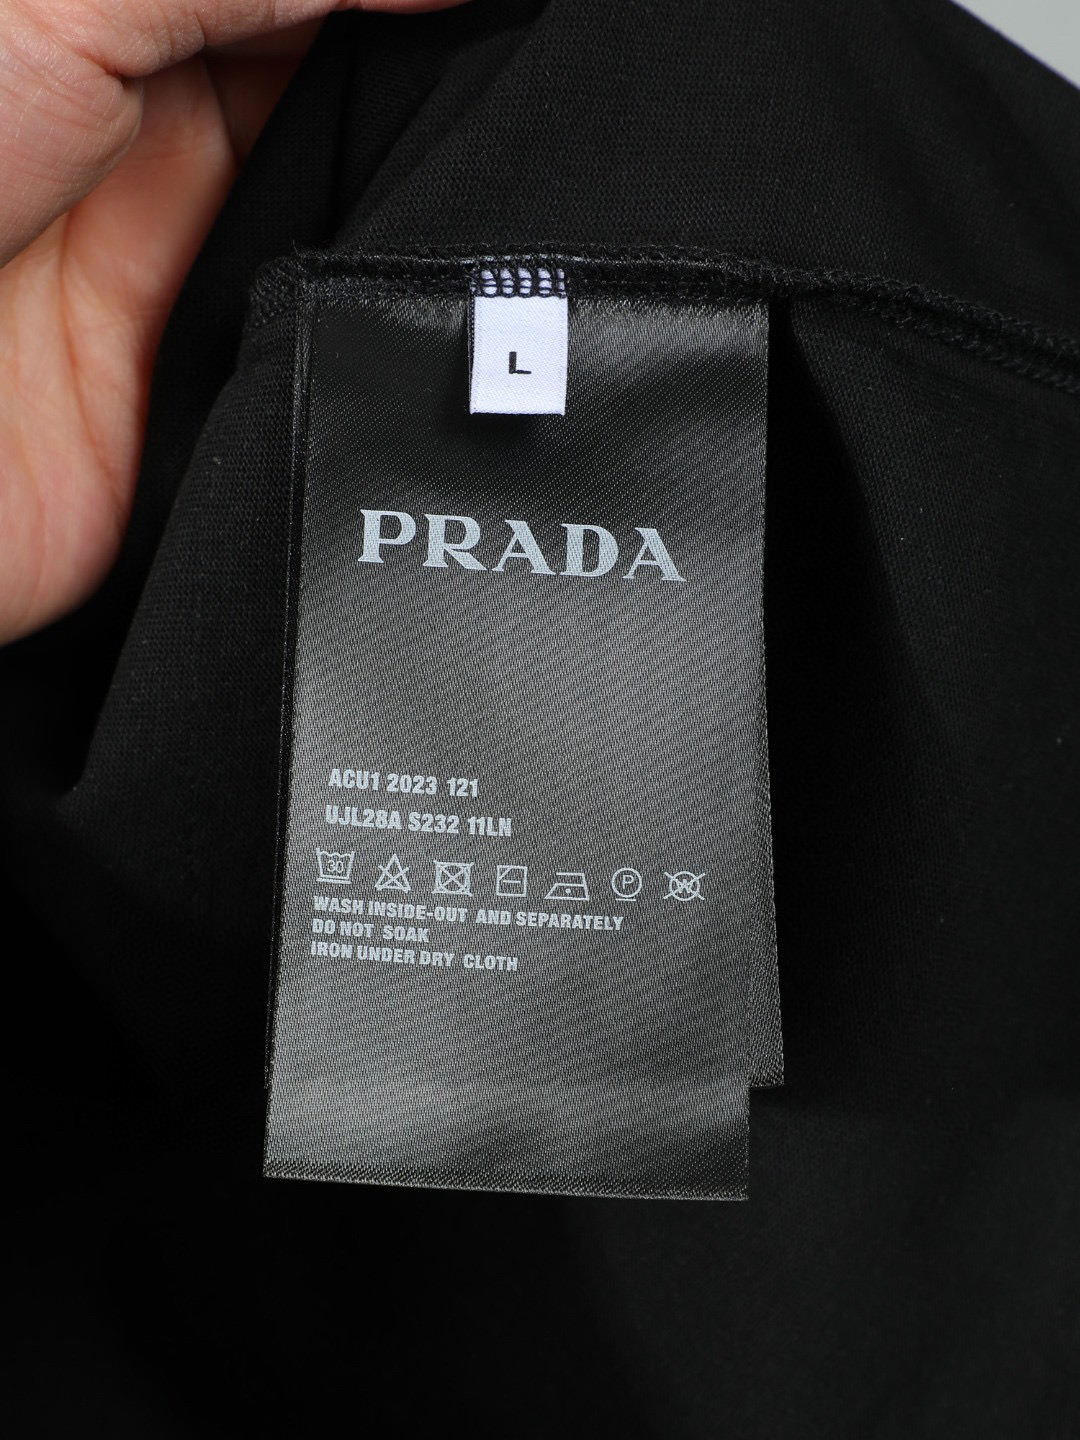 L
PRADA
ACU1 2023 121
UJL28A S232 11LN
30 P W
WASH INSIDE-OUT AND SEPARATELY
DO NOT SOAK
IRON UNDER DRY CLOTH